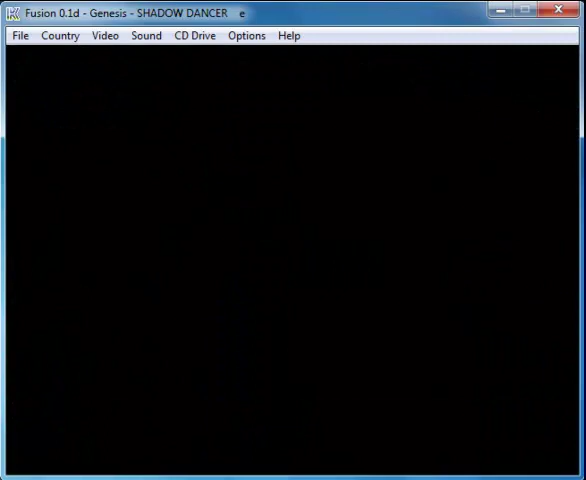 Fusion 0.1d - Genesis - SHADOW DANCER e
File Country Video Sound CD Drive Options Help